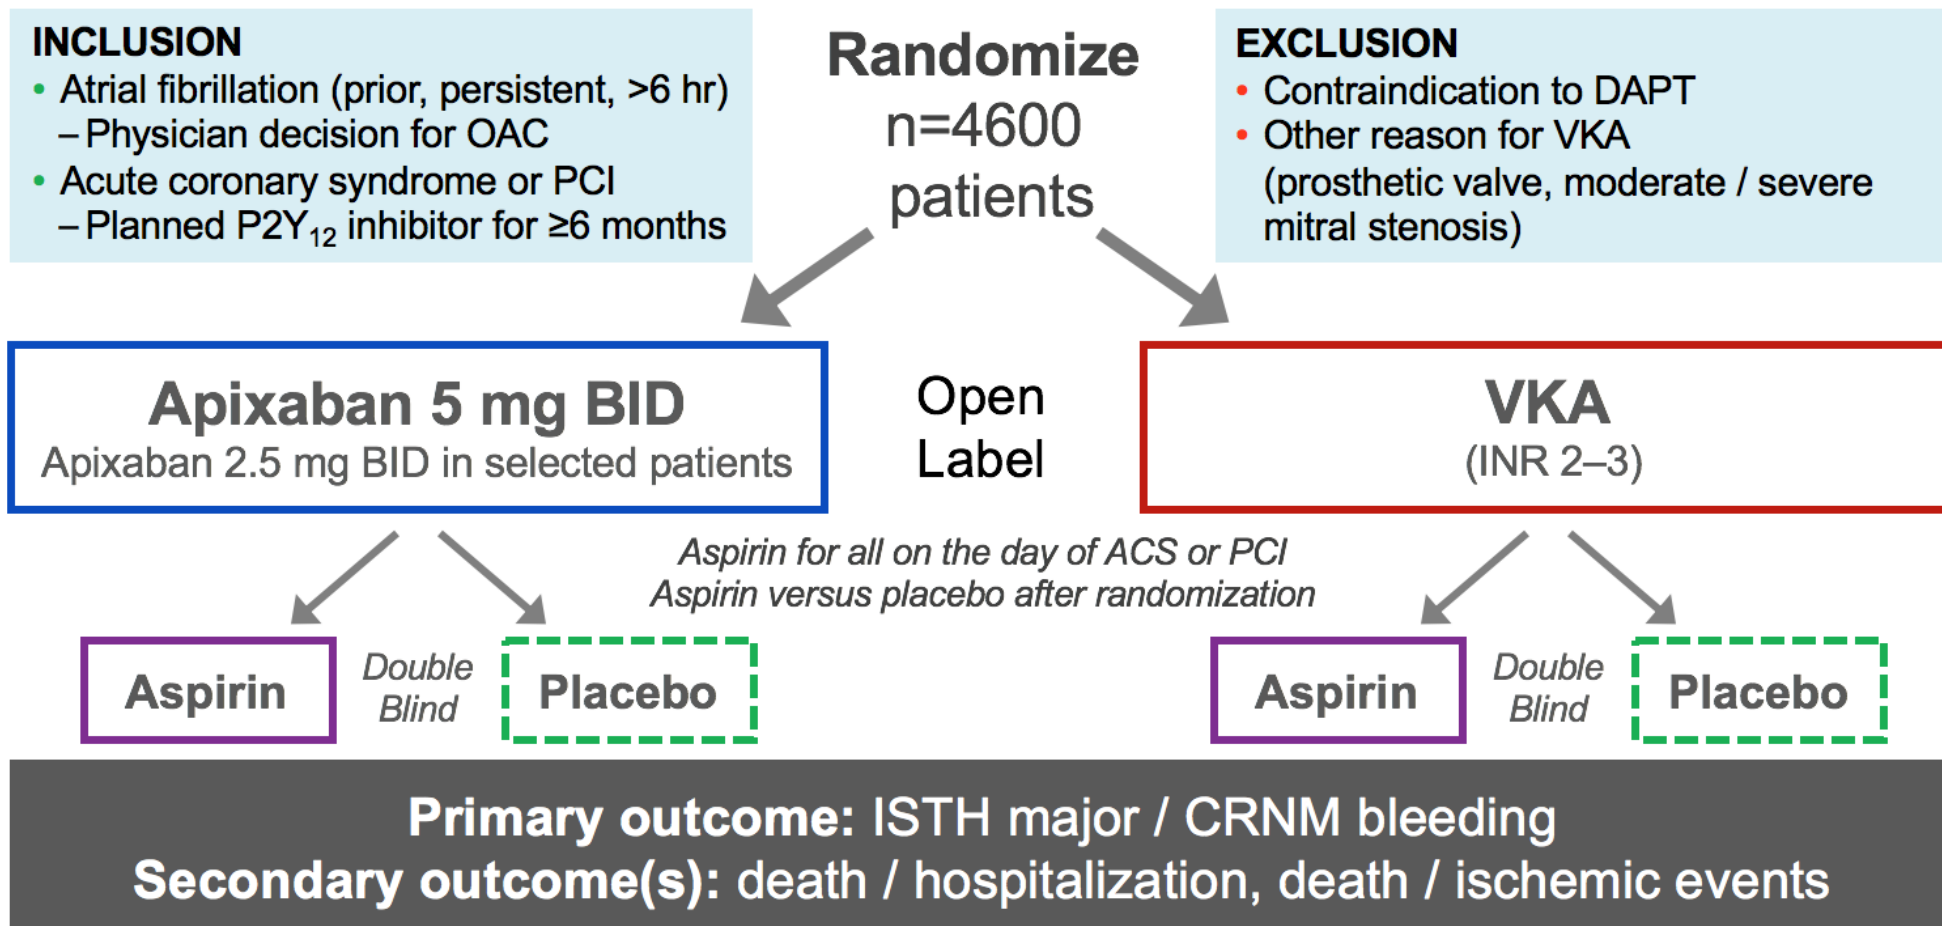 INCLUSION
• Atrial fibrillation (prior, persistent, >6 hr)
– Physician decision for OAC
• Acute coronary syndrome or PCI
– Planned P2Y₁₂ inhibitor for ≥6 months
Randomize
n=4600
patients
EXCLUSION
• Contraindication to DAPT
• Other reason for VKA
(prosthetic valve, moderate / severe
mitral stenosis)
Apixaban 5 mg BID
Apixaban 2.5 mg BID in selected patients
Open
Label
VKA
(INR 2–3)
Aspirin for all on the day of ACS or PCI
Aspirin versus placebo after randomization
Aspirin
Double
Blind
Placebo
Aspirin
Double
Blind
Placebo
Primary outcome: ISTH major / CRNM bleeding
Secondary outcome(s): death / hospitalization, death / ischemic events